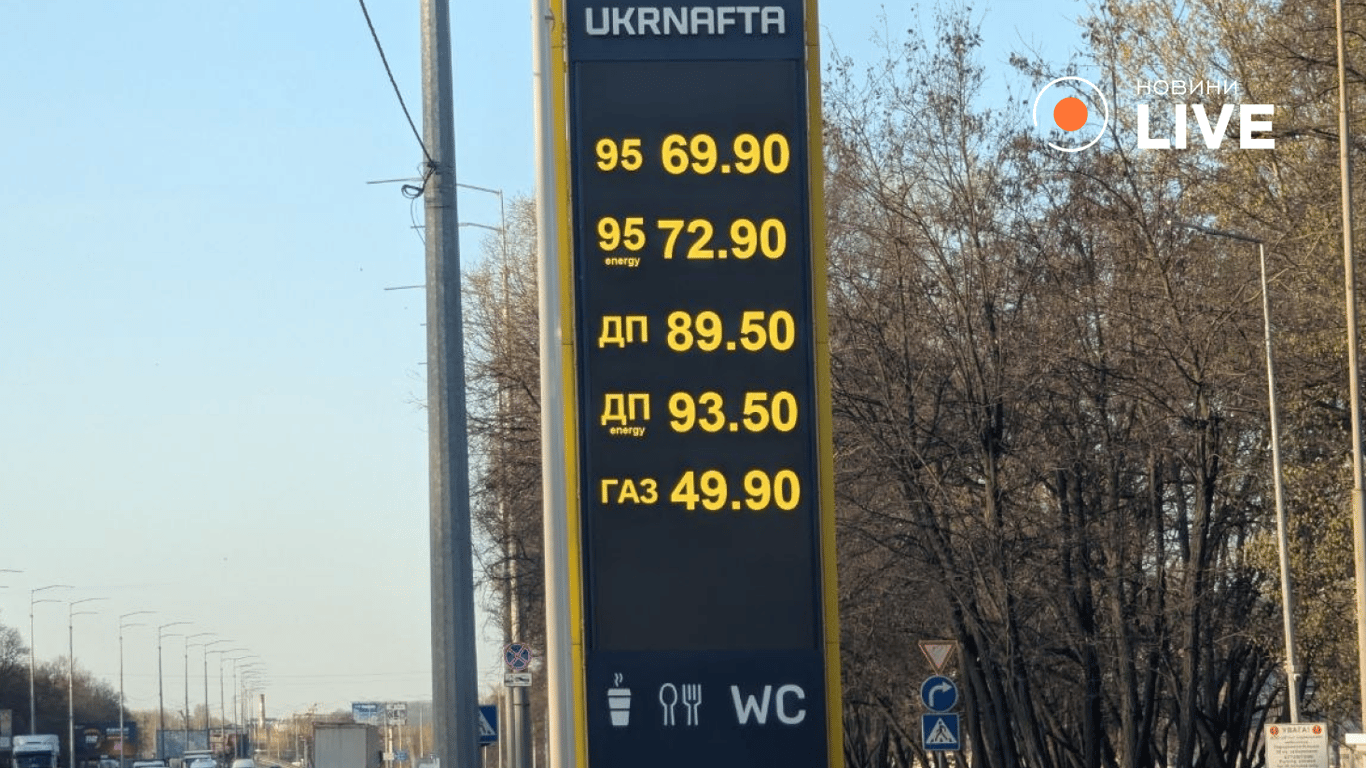 UKRNAFTA
НОВИНИ
LIVE
95 69.90
95 72.90
energy
ДП 89.50
ДП 93.50
energy
ГАЗ 49.90
WC
УВАГА!